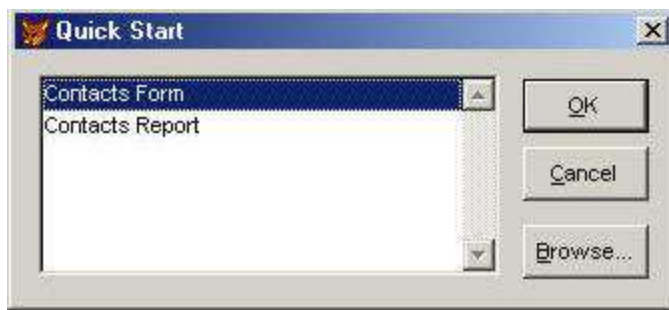 Quick Start
Contacts Form
Contacts Report
OK
Cancel
Browse...